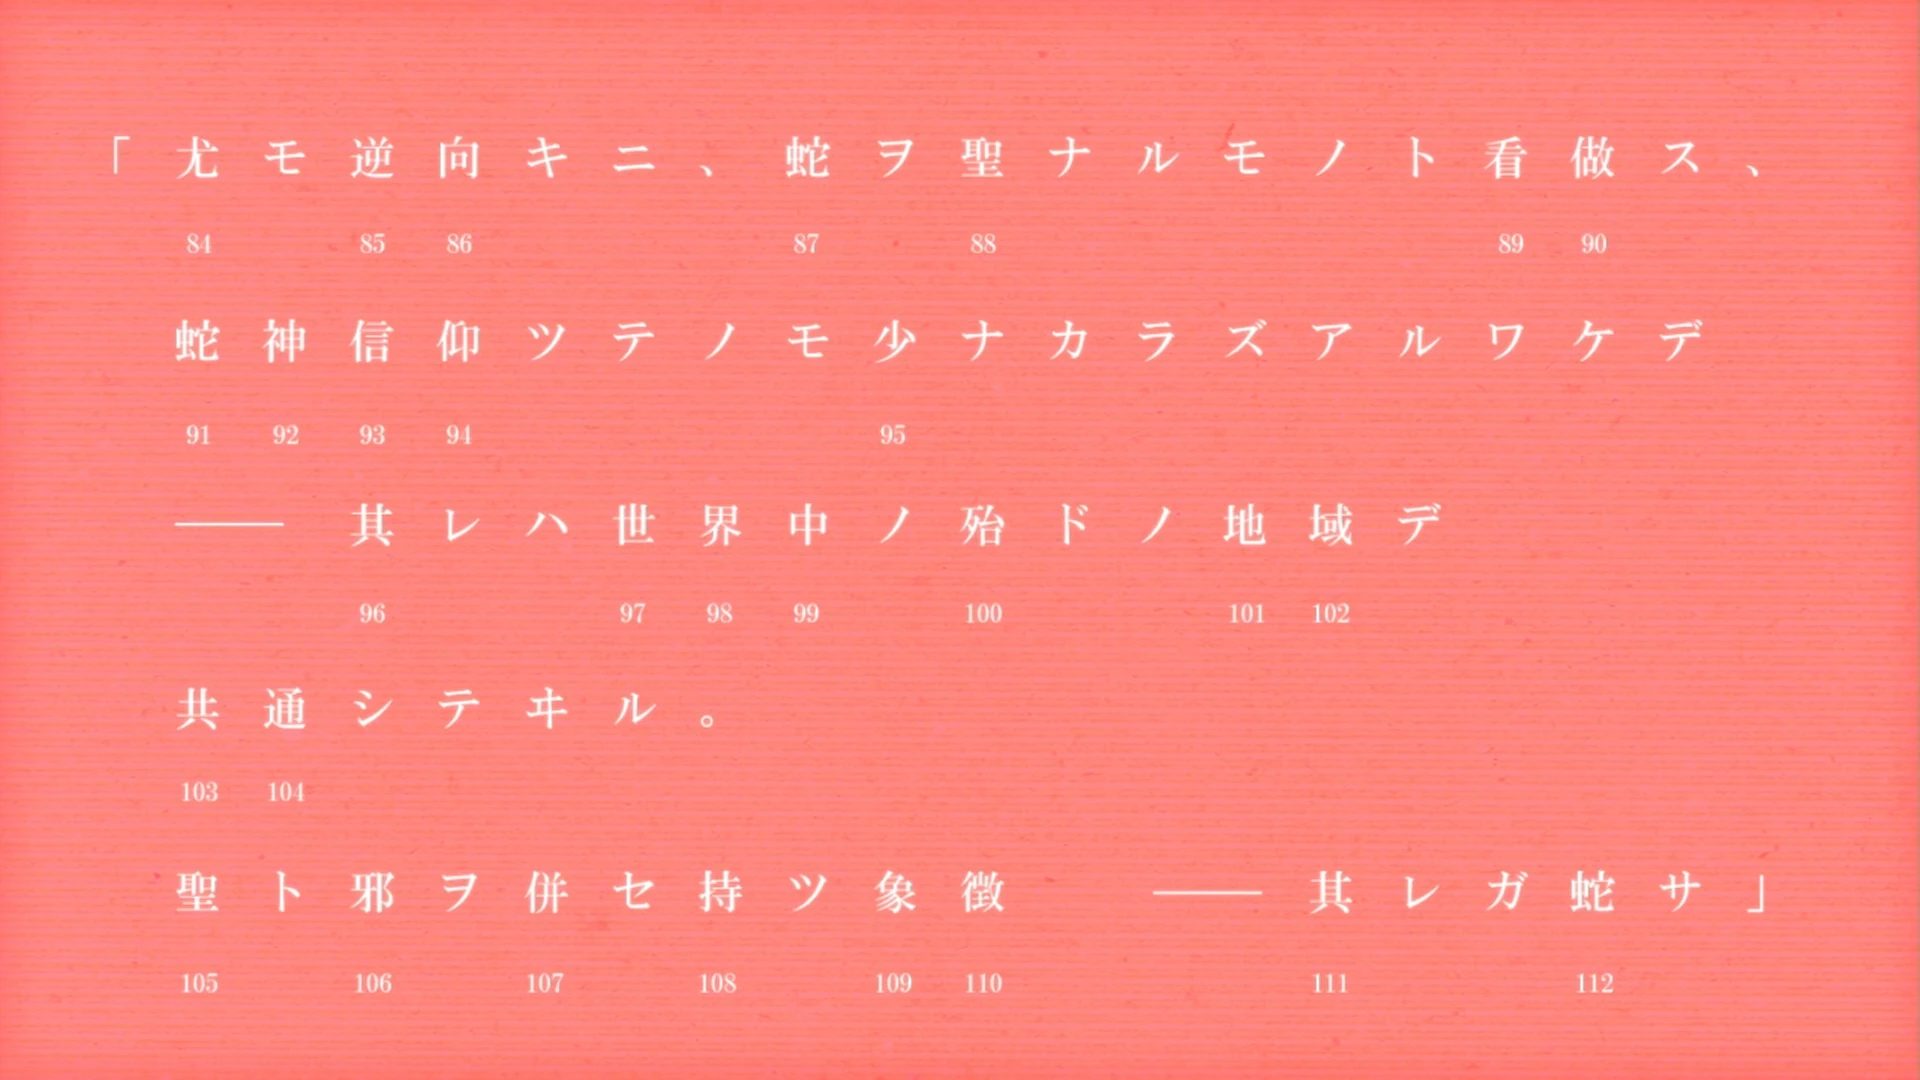 「尤モ逆向キニ、蛇ヲ聖ナルモノト看做ス、
84 85 86 87 88 89 90
蛇神信仰ツテノモ少ナカラズアルワケデ
91 92 93 94 95
── 其レハ世界中ノ殆ドノ地域デ
96 97 98 99 100 101 102
共通シテヰル。
103 104
聖ト邪ヲ併セ持ツ象徴 ── 其レガ蛇サ」
105 106 107 108 109 110 111 112